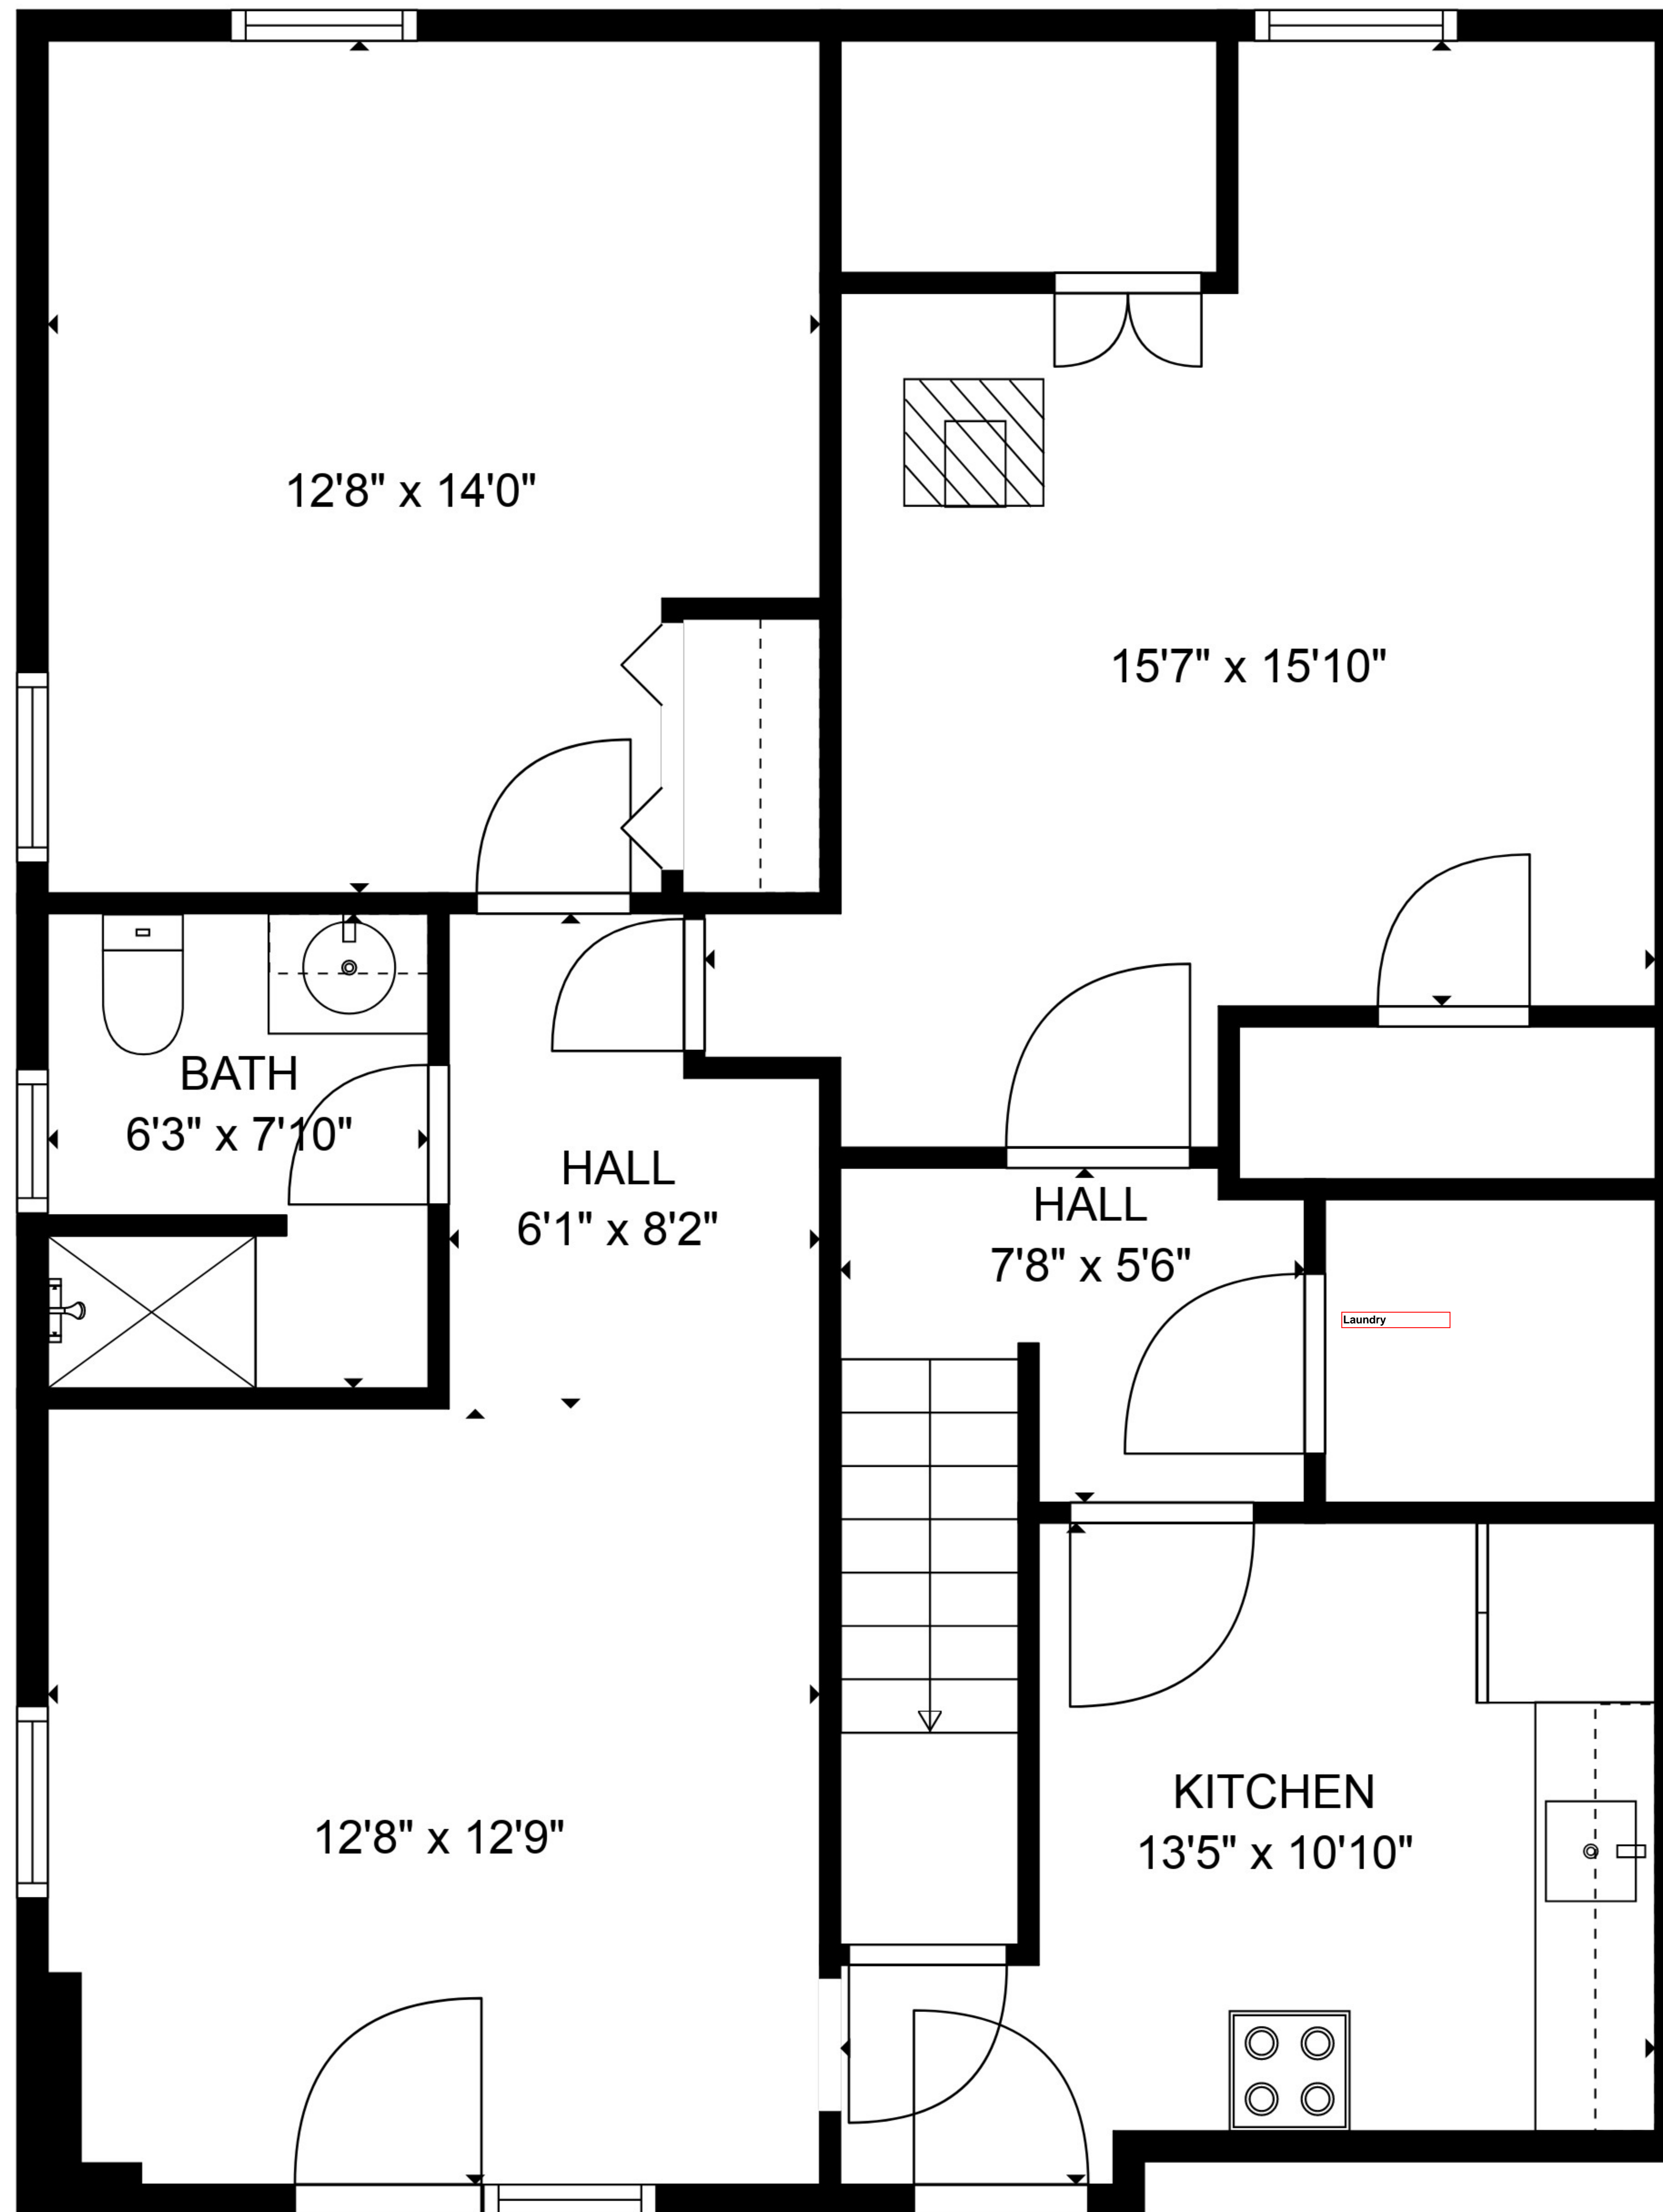 12'8" x 14'0"
15'7" x 15'10"
BATH
6'3" x 7'10"
HALL
6'1" x 8'2"
HALL
7'8" x 5'6"
Laundry
KITCHEN
13'5" x 10'10"
12'8" x 12'9"